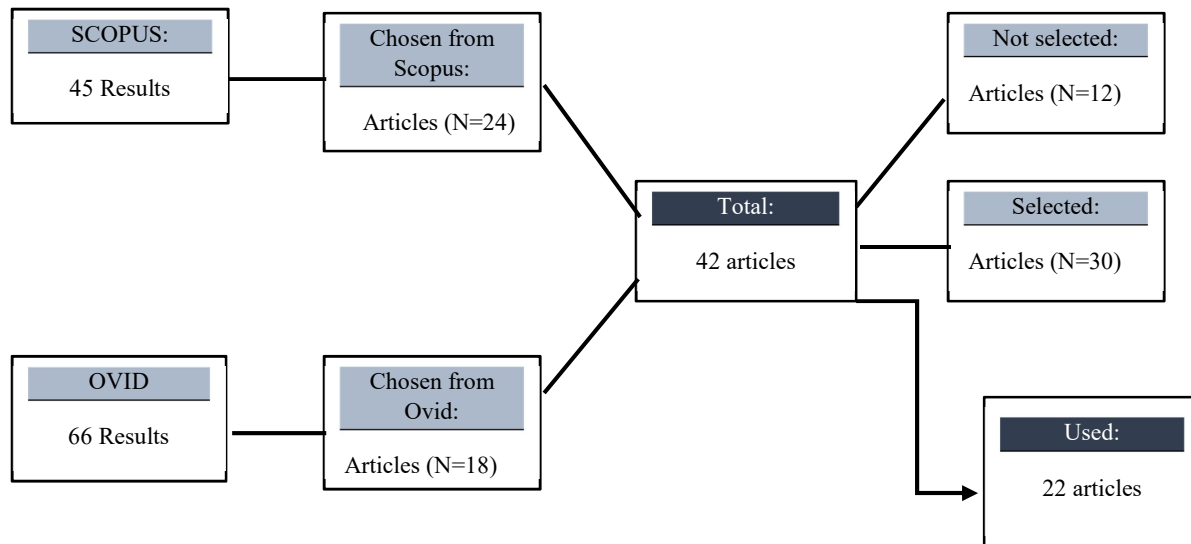 SCOPUS:
45 Results
Chosen from
Scopus:
Articles (N=24)
Not selected:
Articles (N=12)
Total:
42 articles
Selected:
Articles (N=30)
OVID
66 Results
Chosen from
Ovid:
Articles (N=18)
Used:
22 articles